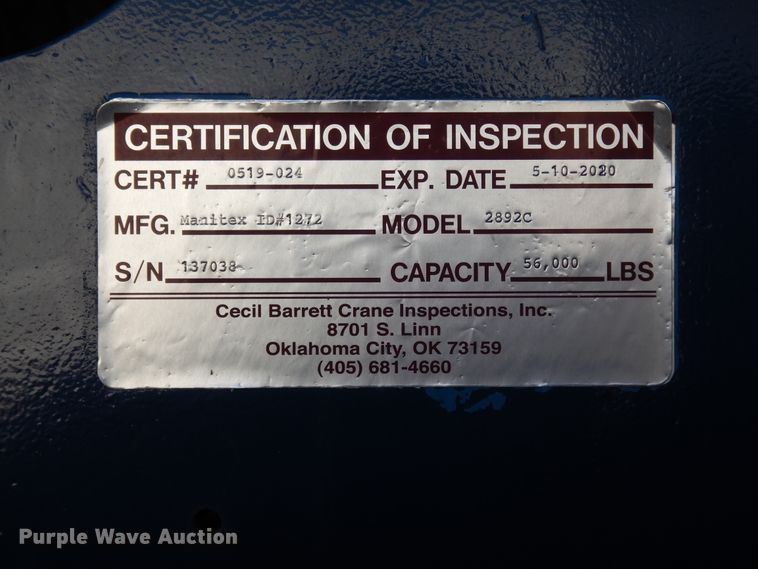 CERTIFICATION OF INSPECTION
CERT# 0519-024 EXP. DATE 5-10-2020
MFG. Manitex ID#1272 MODEL 2892C
S/N 137038 CAPACITY 56,000 LBS
Cecil Barrett Crane Inspections, Inc.
8701 S. Linn
Oklahoma City, OK 73159
(405) 681-4660
Purple Wave Auction